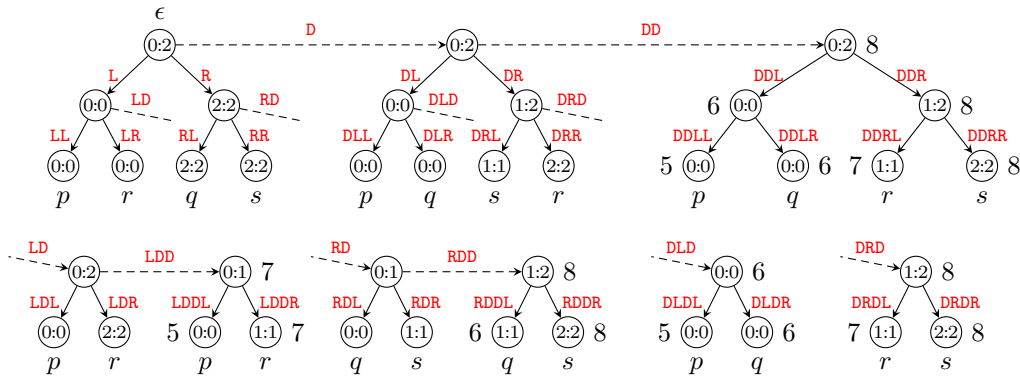 ϵ
D DD
0:2 0:2 0:2 8
L R DL DR DDL DDR
0:0 LD 2:2 RD 0:0 DLD 1:2 DRD 6 0:0 1:2 8
LL LR RL RR DLL DLR DRL DRR DDLL DDLR DDRL DDRR
0:0 0:0 2:2 2:2 0:0 0:0 1:1 2:2 5 0:0 0:0 6 7 1:1 2:2 8
p r q s p q s r p q r s
LD LDD RD RDD DLD DRD
0:2 0:1 7 0:1 1:2 8 0:0 6 1:2 8
LDL LDR LDDL LDDR RDL RDR RDDL RDDR DLDL DLDR DRDL DRDR
0:0 2:2 5 0:0 1:1 7 0:0 1:1 6 1:1 2:2 8 5 0:0 0:0 6 7 1:1 2:2 8
p r p r q s q s p q r s